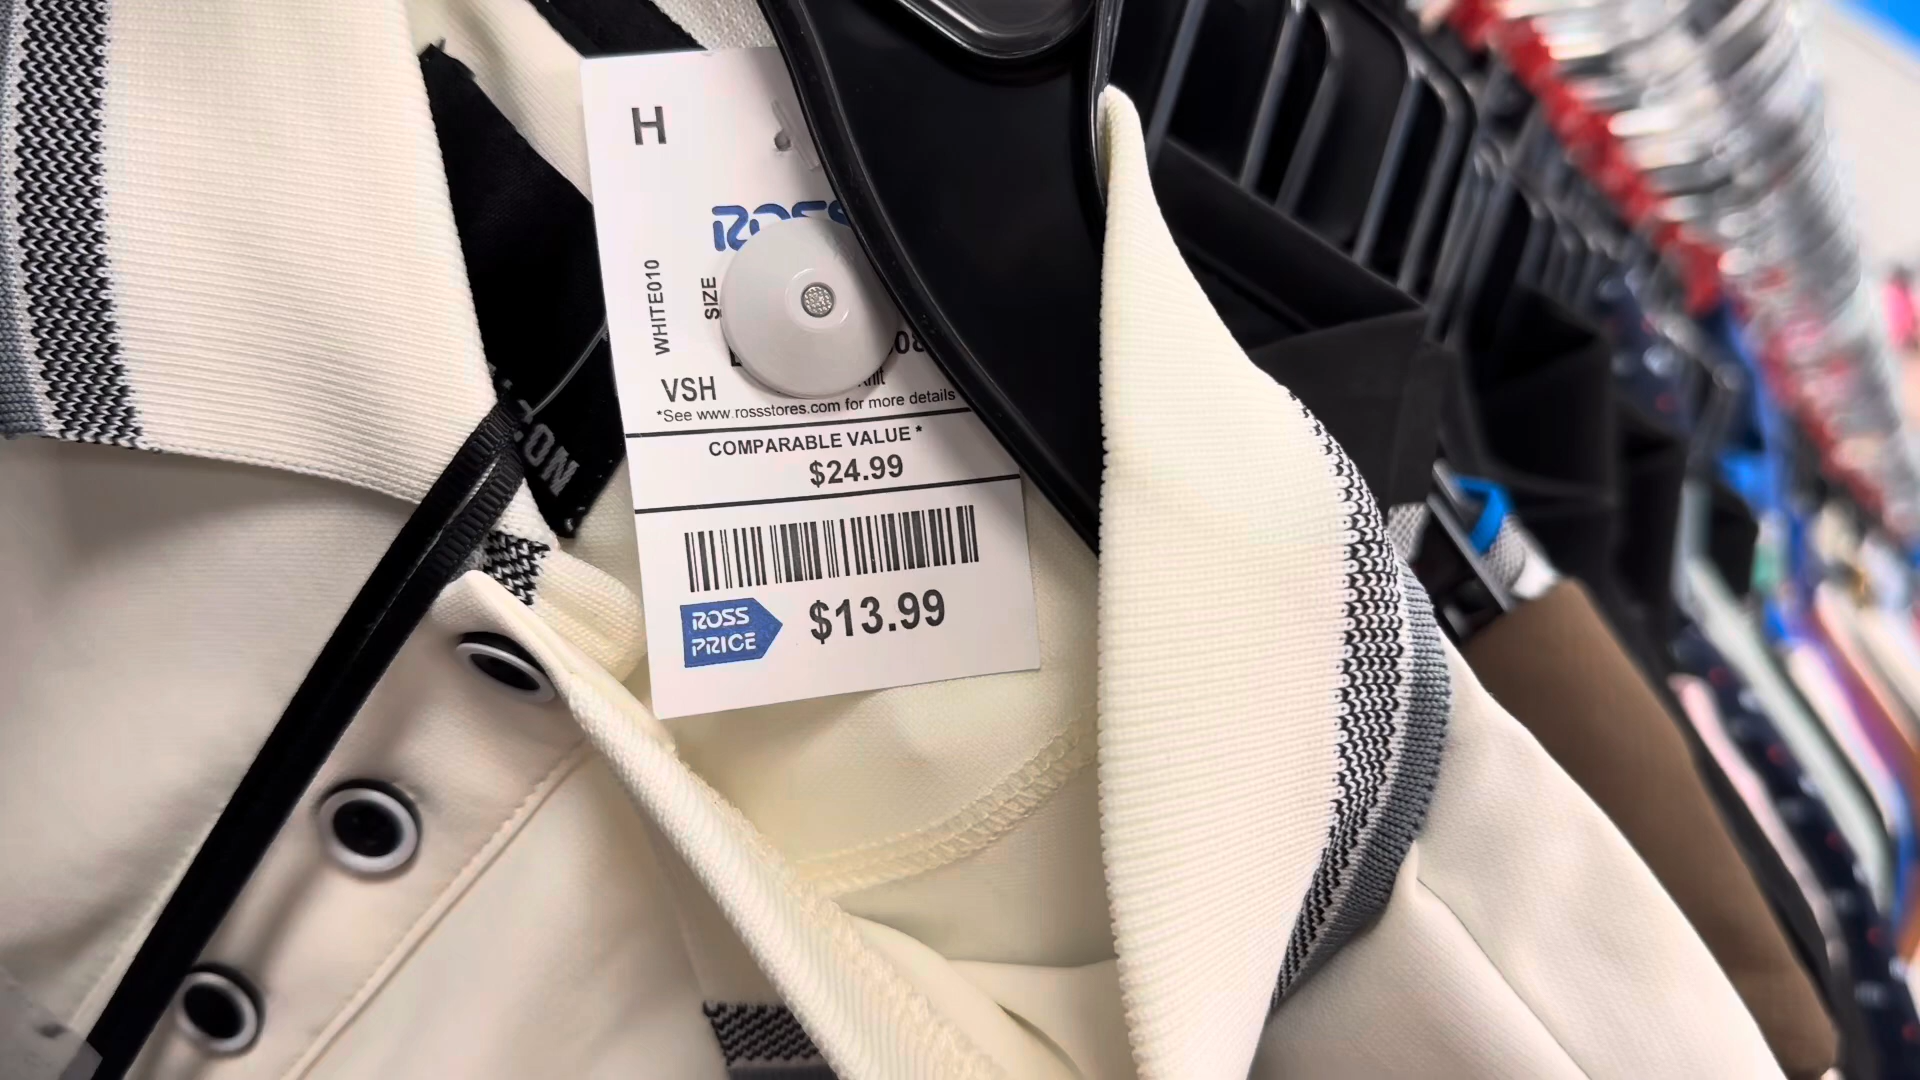 H
ROSS
WHITE010
SIZE
VSH
*See www.rossstores.com for more details
COMPARABLE VALUE*
$24.99
ROSS
PRICE
$13.99